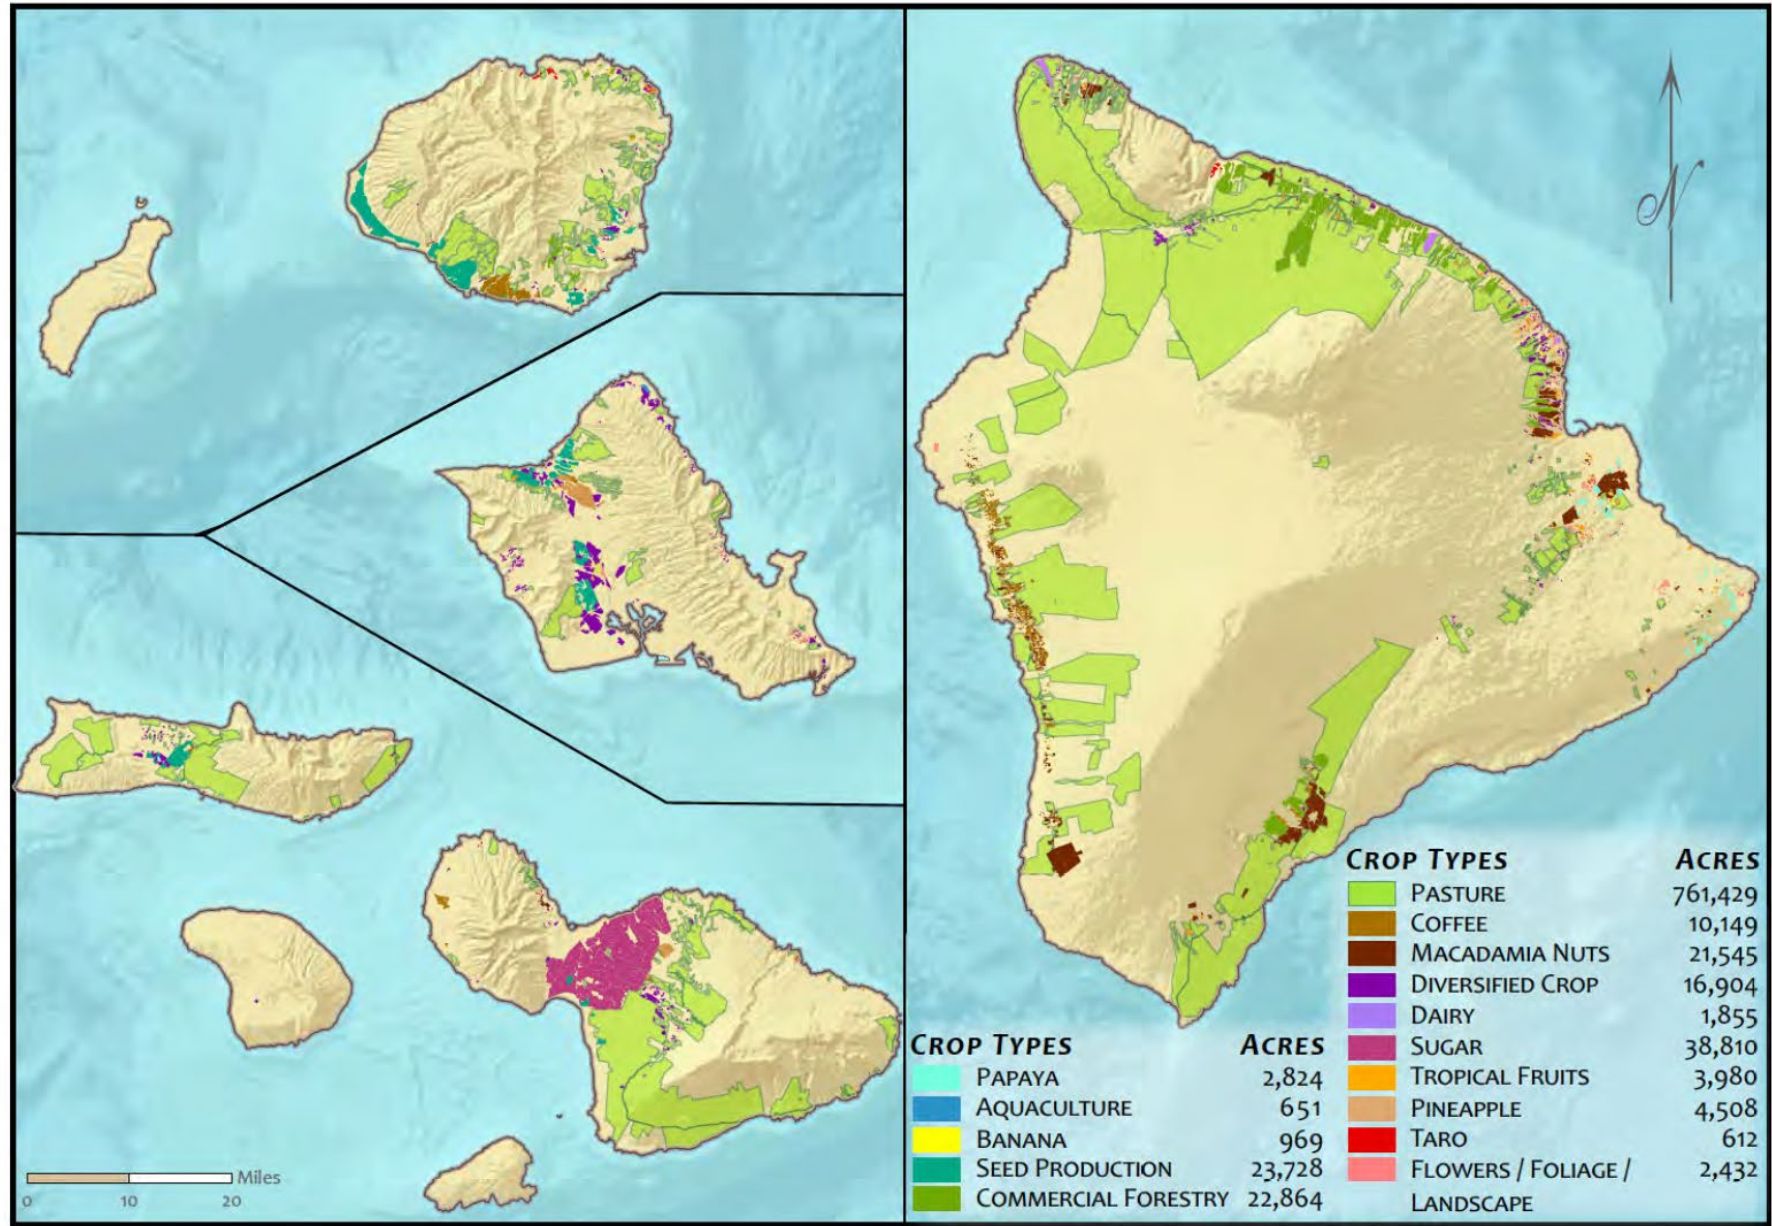 N
CROP TYPES ACRES
PASTURE 761,429
COFFEE 10,149
MACADAMIA NUTS 21,545
DIVERSIFIED CROP 16,904
DAIRY 1,855
SUGAR 38,810
TROPICAL FRUITS 3,980
PINEAPPLE 4,508
TARO 612
FLOWERS / FOLIAGE / 2,432
LANDSCAPE
CROP TYPES ACRES
PAPAYA 2,824
AQUACULTURE 651
BANANA 969
SEED PRODUCTION 23,728
COMMERCIAL FORESTRY 22,864
Miles
0 10 20